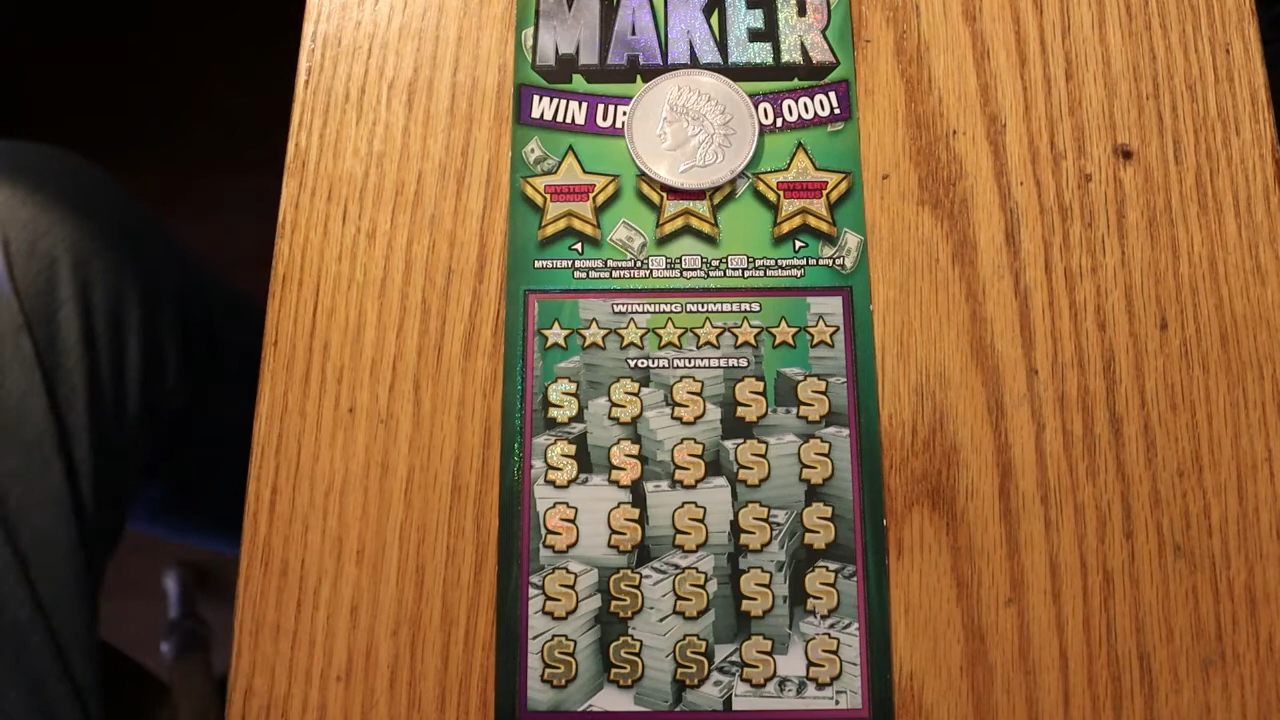 MAKER
WIN UP 0,000!
MYSTERY BONUS
BONUS
MYSTERY BONUS
MYSTERY BONUS: Reveal a "$50", "$100", or "$500" prize symbol in any of
the three MYSTERY BONUS spots, win that prize instantly!
WINNING NUMBERS
YOUR NUMBERS
$ $ $ $ $
$ $ $ $ $
$ $ $ $ $
$ $ $ $ $
$ $ $ $ $